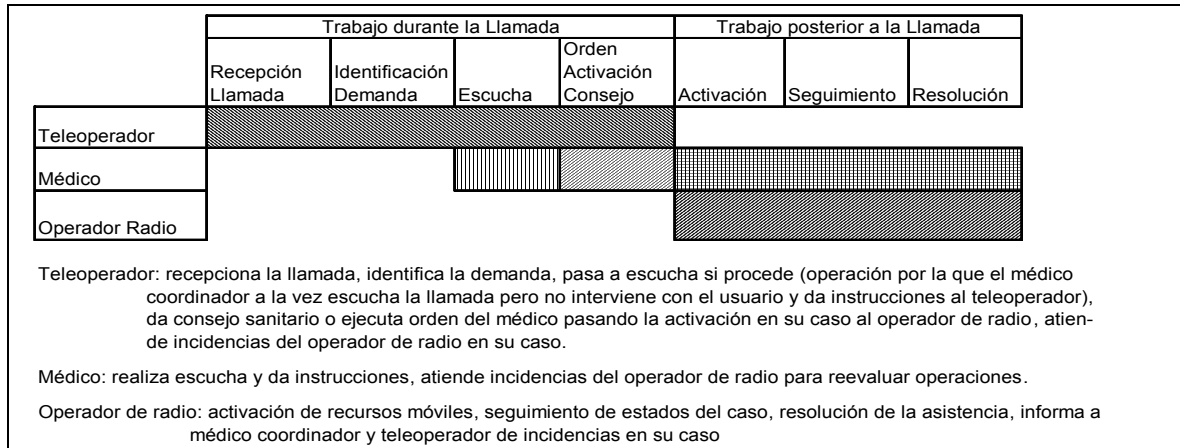 Trabajo durante la Llamada Trabajo posterior a la Llamada
Recepción Llamada
Identificación Demanda
Escucha
Orden Activación Consejo
Activación
Seguimiento
Resolución
Teleoperador
Médico
Operador Radio
Teleoperador: recepciona la llamada, identifica la demanda, pasa a escucha si procede (operación por la que el médico
coordinador a la vez escucha la llamada pero no interviene con el usuario y da instrucciones al teleoperador),
da consejo sanitario o ejecuta orden del médico pasando la activación en su caso al operador de radio, atien-
de incidencias del operador de radio en su caso.
Médico: realiza escucha y da instrucciones, atiende incidencias del operador de radio para reevaluar operaciones.
Operador de radio: activación de recursos móviles, seguimiento de estados del caso, resolución de la asistencia, informa a
médico coordinador y teleoperador de incidencias en su caso